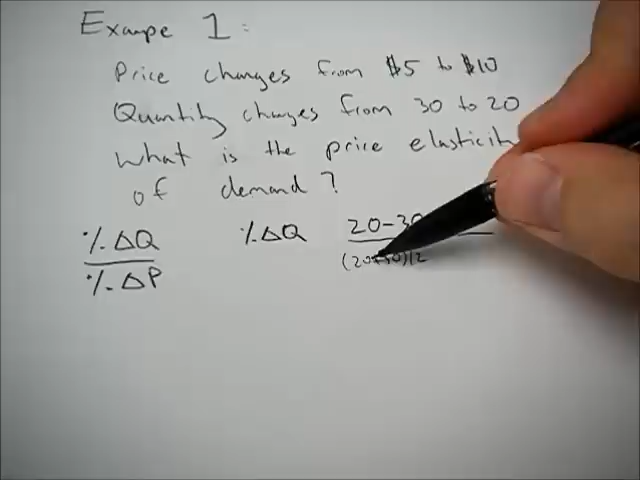 Exampe 1:
Price changes from $5 to $10
Quantity changes from 30 to 20
What is the price elasticity
of demand?
%ΔQ %ΔQ 20-30
%ΔP (20+30)/2